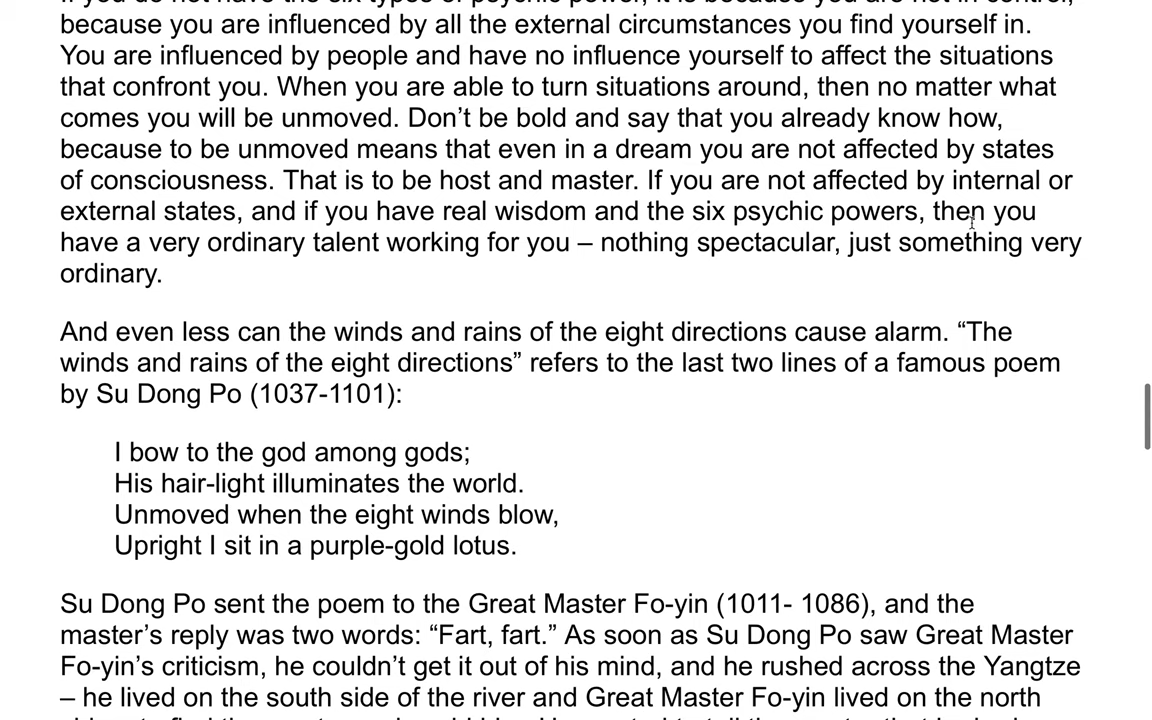 because you are influenced by all the external circumstances you find yourself in.
You are influenced by people and have no influence yourself to affect the situations
that confront you. When you are able to turn situations around, then no matter what
comes you will be unmoved. Don’t be bold and say that you already know how,
because to be unmoved means that even in a dream you are not affected by states
of consciousness. That is to be host and master. If you are not affected by internal or
external states, and if you have real wisdom and the six psychic powers, then you
have a very ordinary talent working for you – nothing spectacular, just something very
ordinary.
And even less can the winds and rains of the eight directions cause alarm. “The
winds and rains of the eight directions” refers to the last two lines of a famous poem
by Su Dong Po (1037-1101):
I bow to the god among gods;
His hair-light illuminates the world.
Unmoved when the eight winds blow,
Upright I sit in a purple-gold lotus.
Su Dong Po sent the poem to the Great Master Fo-yin (1011- 1086), and the
master’s reply was two words: “Fart, fart.” As soon as Su Dong Po saw Great Master
Fo-yin’s criticism, he couldn’t get it out of his mind, and he rushed across the Yangtze
– he lived on the south side of the river and Great Master Fo-yin lived on the north